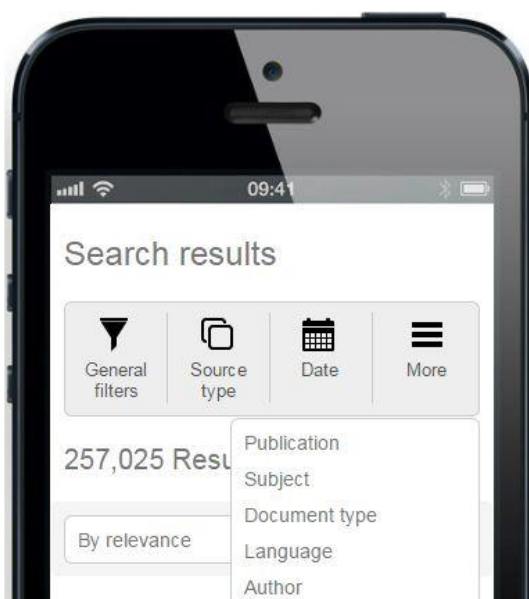 09:41
Search results
General
filters
Source
type
Date
More
257,025 Resu
Publication
Subject
Document type
Language
Author
By relevance